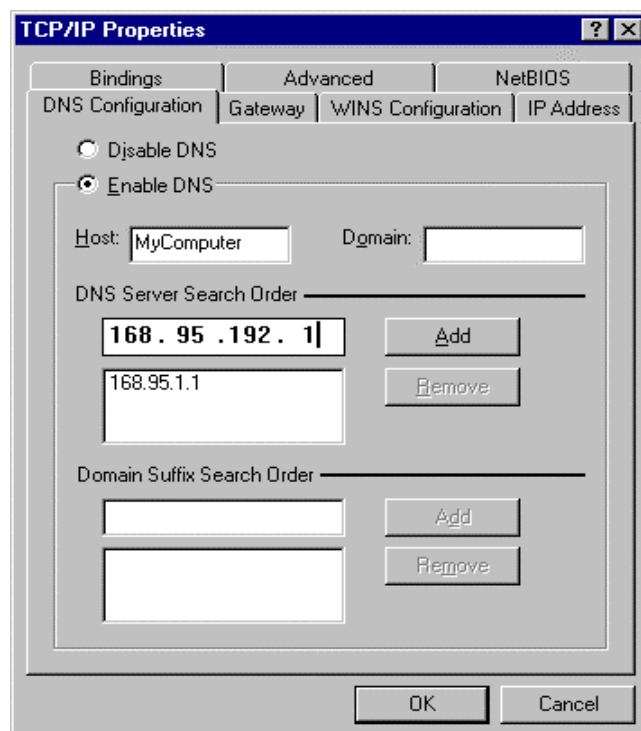 TCP/IP Properties ? X
Bindings Advanced NetBIOS
DNS Configuration Gateway WINS Configuration IP Address
Disable DNS
Enable DNS
Host: MyComputer Domain:
DNS Server Search Order
168 . 95 .192 . 1 Add
168.95.1.1 Remove
Domain Suffix Search Order
Add
Remove
OK Cancel